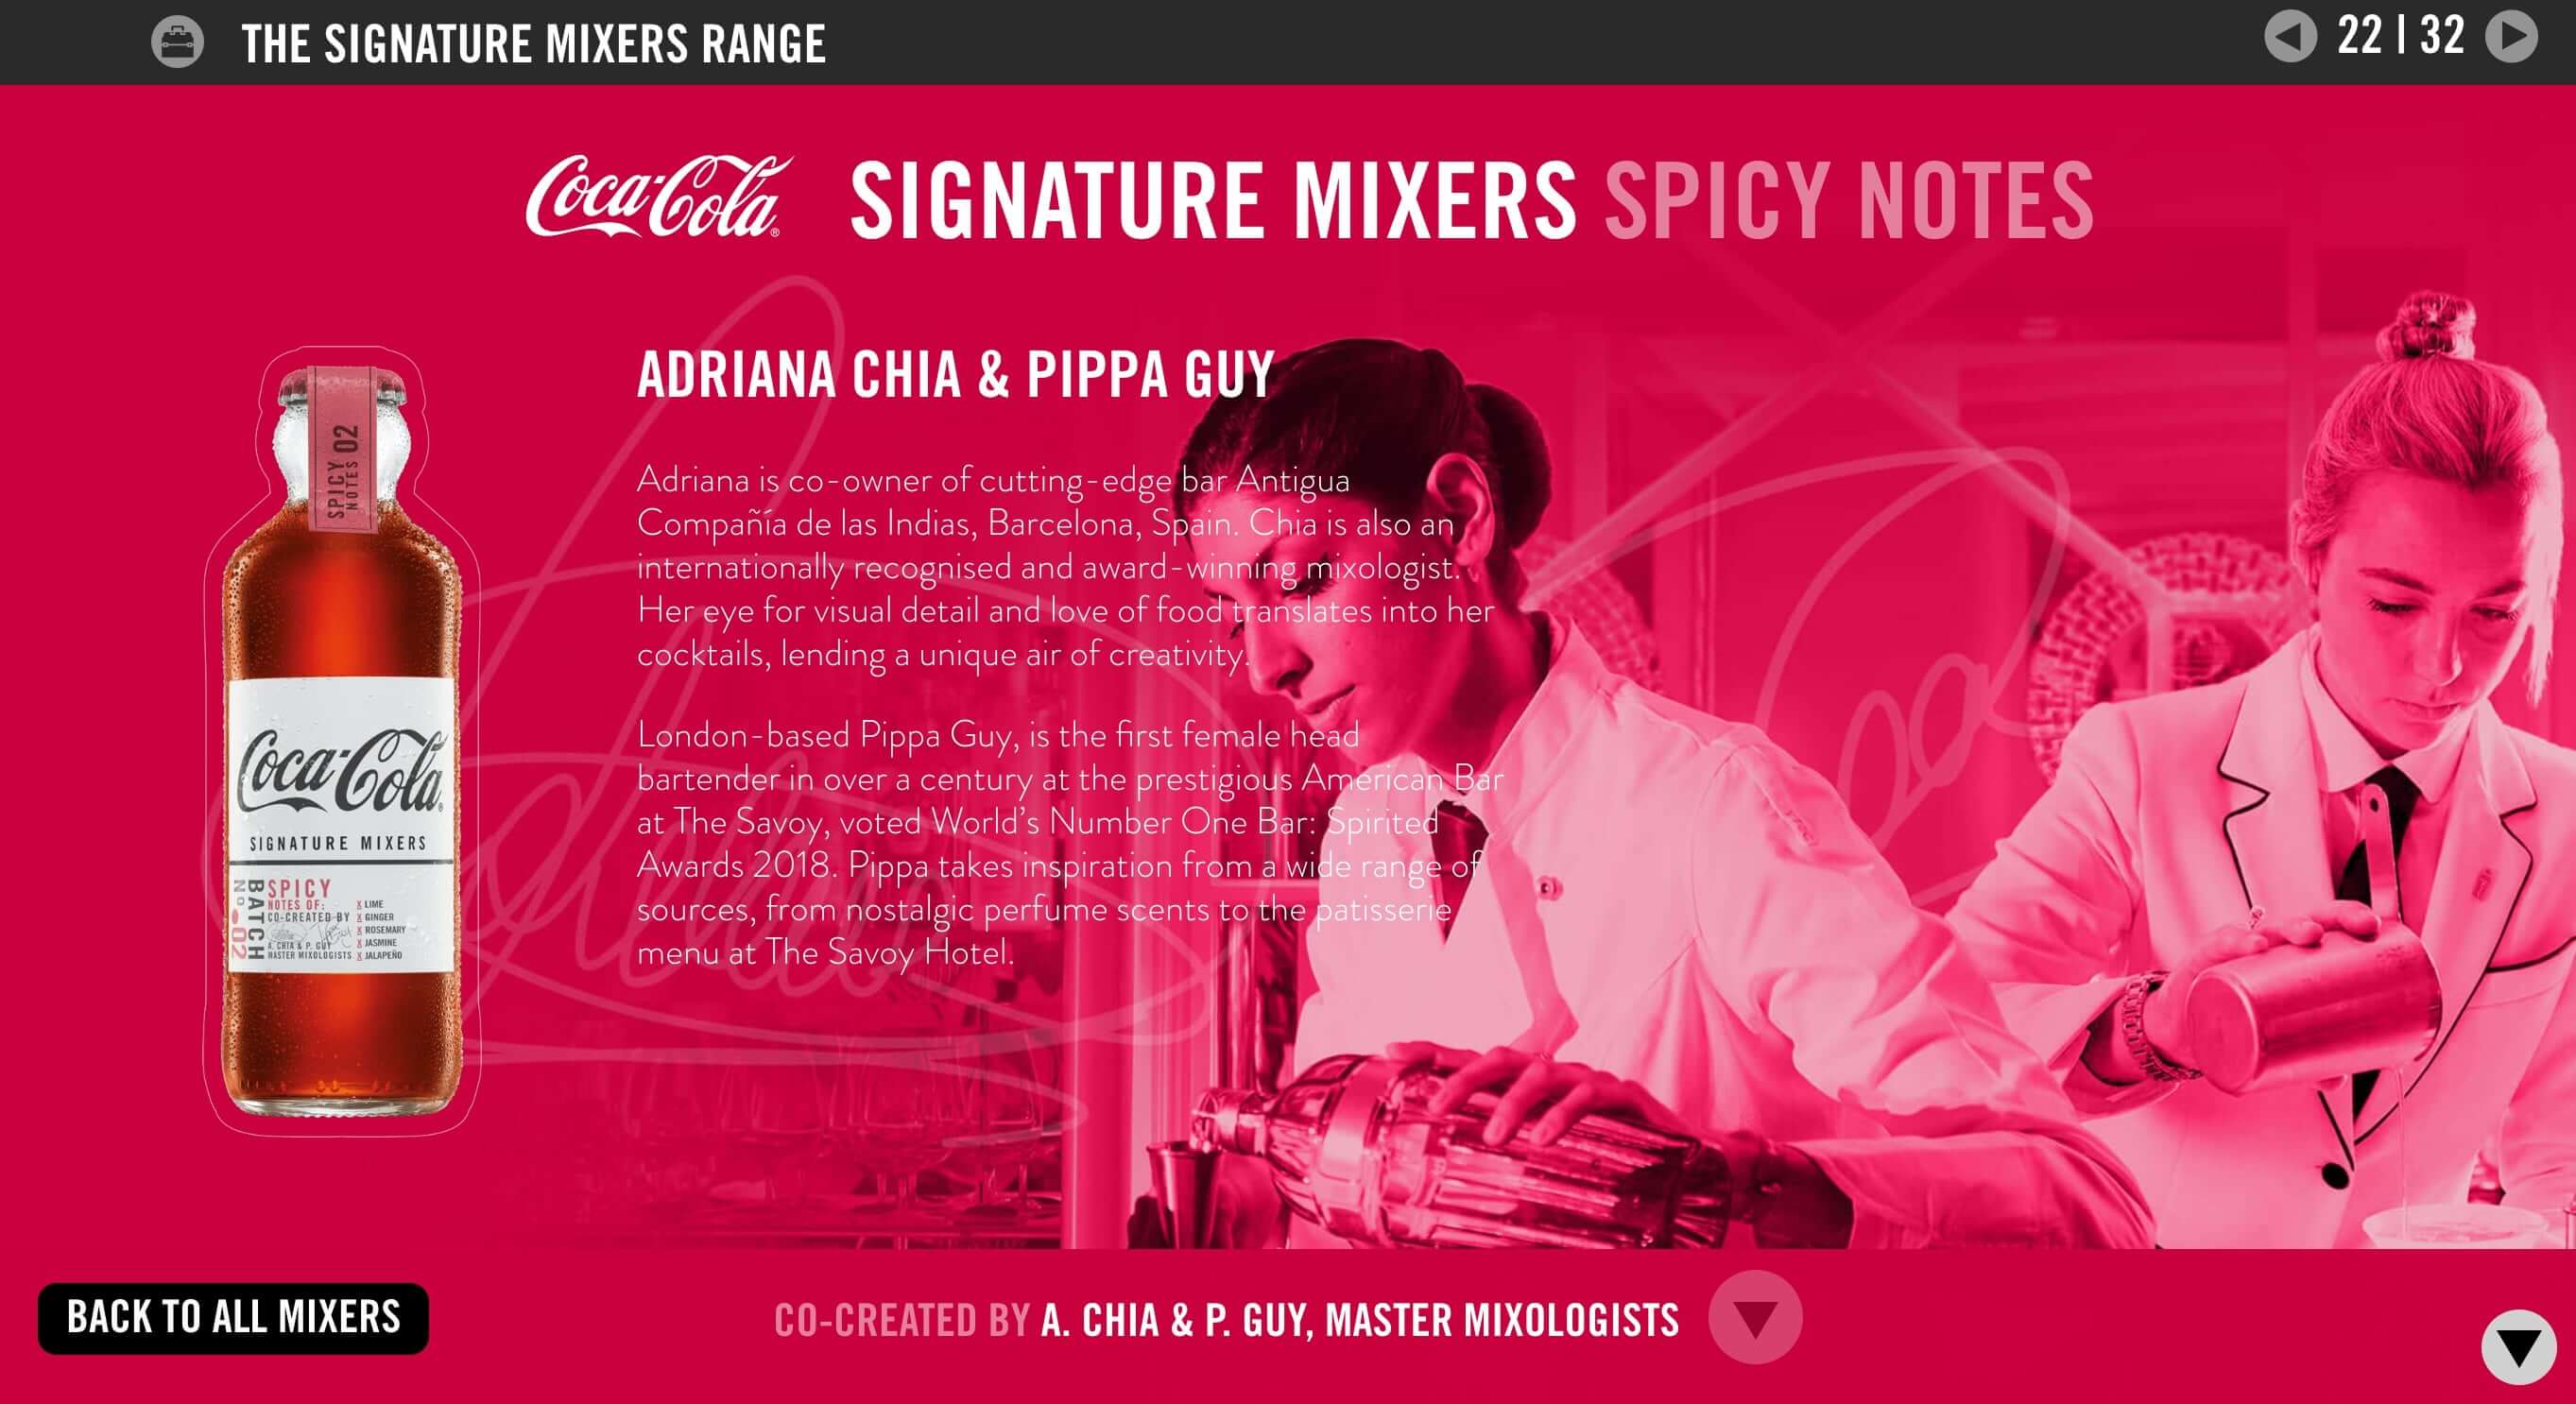 THE SIGNATURE MIXERS RANGE
22 | 32
Coca-Cola® SIGNATURE MIXERS SPICY NOTES
ADRIANA CHIA & PIPPA GUY
Adriana is co-owner of cutting-edge bar Antigua
Compañía de las Indias, Barcelona, Spain. Chia is also an
internationally recognised and award-winning mixologist.
Her eye for visual detail and love of food translates into her
cocktails, lending a unique air of creativity.
London-based Pippa Guy, is the first female head
bartender in over a century at the prestigious American Bar
at The Savoy, voted World’s Number One Bar: Spirited
Awards 2018. Pippa takes inspiration from a wide range of
sources, from nostalgic perfume scents to the patisserie
menu at The Savoy Hotel.
SPICY
NOTES 02
Coca-Cola®
SIGNATURE MIXERS
BATCH
No 02
SPICY
NOTES OF:
CO-CREATED BY
A. CHIA & P. GUY
MASTER MIXOLOGISTS
X LIME
X GINGER
X ROSEMARY
X JASMINE
X JALAPEÑO
BACK TO ALL MIXERS
CO-CREATED BY A. CHIA & P. GUY, MASTER MIXOLOGISTS